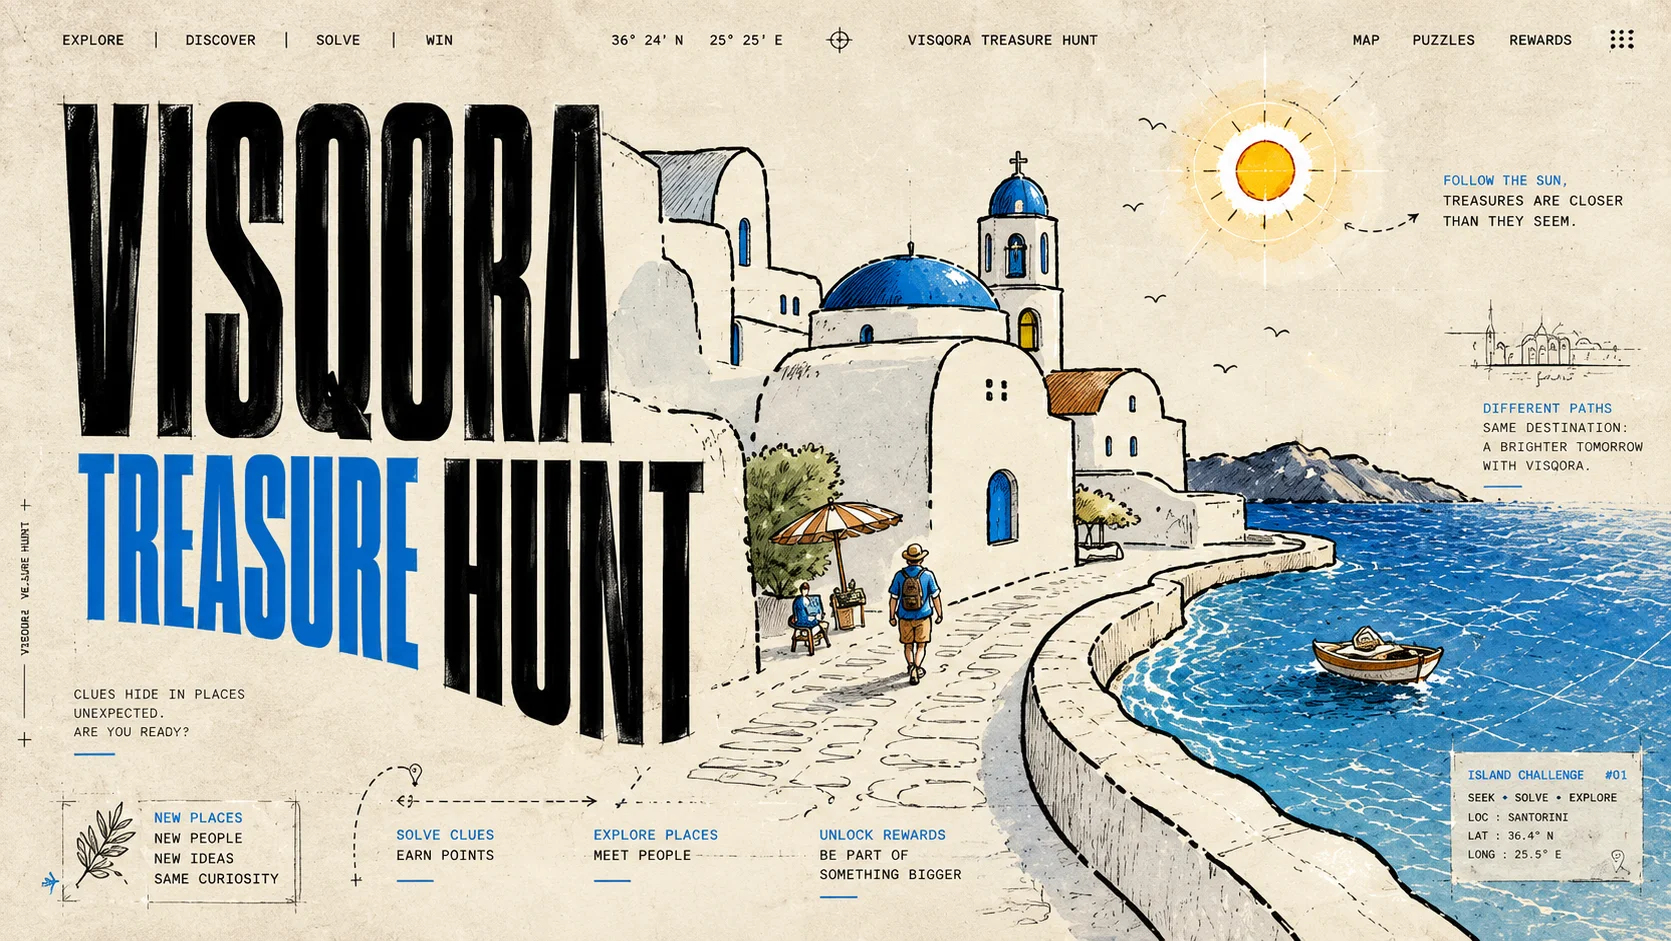 EXPLORE | DISCOVER | SOLVE | WIN
36° 24' N 25° 25' E
VISQORA TREASURE HUNT
MAP PUZZLES REWARDS
VISQORA
TREASURE HUNT
FOLLOW THE SUN,
TREASURES ARE CLOSER
THAN THEY SEEM.
DIFFERENT PATHS
SAME DESTINATION:
A BRIGHTER TOMORROW
WITH VISQORA.
CLUES HIDE IN PLACES
UNEXPECTED.
ARE YOU READY?
NEW PLACES
NEW PEOPLE
NEW IDEAS
SAME CURIOSITY
SOLVE CLUES
EARN POINTS
EXPLORE PLACES
MEET PEOPLE
UNLOCK REWARDS
BE PART OF
SOMETHING BIGGER
ISLAND CHALLENGE #01
SEEK • SOLVE • EXPLORE
LOC : SANTORINI
LAT : 36.4° N
LONG : 25.5° E
HUNT